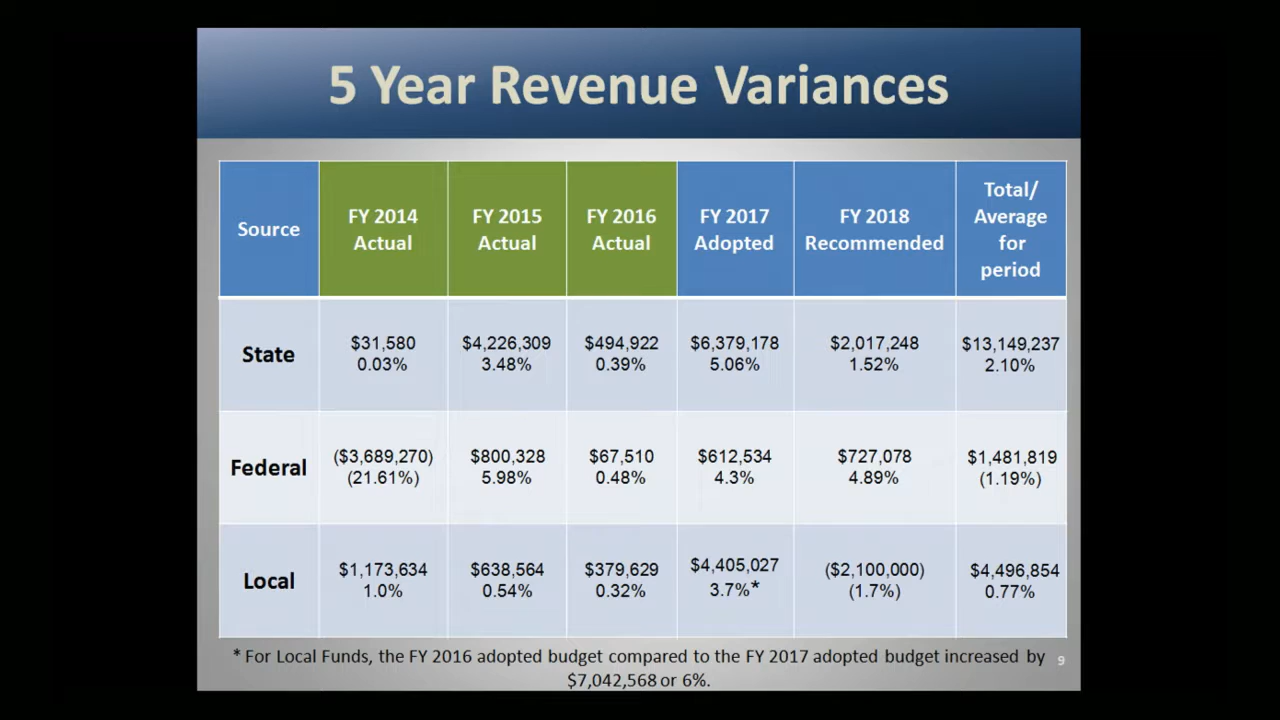 5 Year Revenue Variances
Source
FY 2014
Actual
FY 2015
Actual
FY 2016
Actual
FY 2017
Adopted
FY 2018
Recommended
Total/
Average
for
period
State
$31,580
0.03%
$4,226,309
3.48%
$494,922
0.39%
$6,379,178
5.06%
$2,017,248
1.52%
$13,149,237
2.10%
Federal
($3,689,270)
(21.61%)
$800,328
5.98%
$67,510
0.48%
$612,534
4.3%
$727,078
4.89%
$1,481,819
(1.19%)
Local
$1,173,634
1.0%
$638,564
0.54%
$379,629
0.32%
$4,405,027
3.7%*
($2,100,000)
(1.7%)
$4,496,854
0.77%
* For Local Funds, the FY 2016 adopted budget compared to the FY 2017 adopted budget increased by
$7,042,568 or 6%.
9